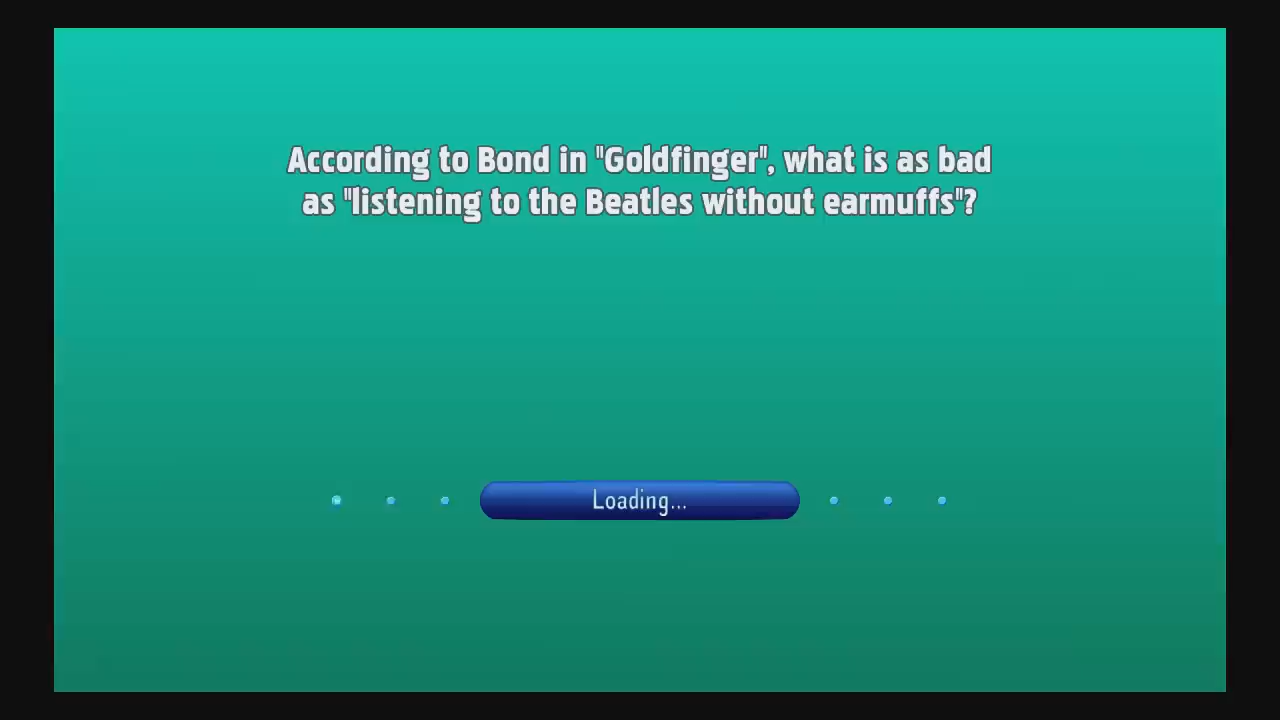 According to Bond in "Goldfinger", what is as bad
as "listening to the Beatles without earmuffs"?
Loading...